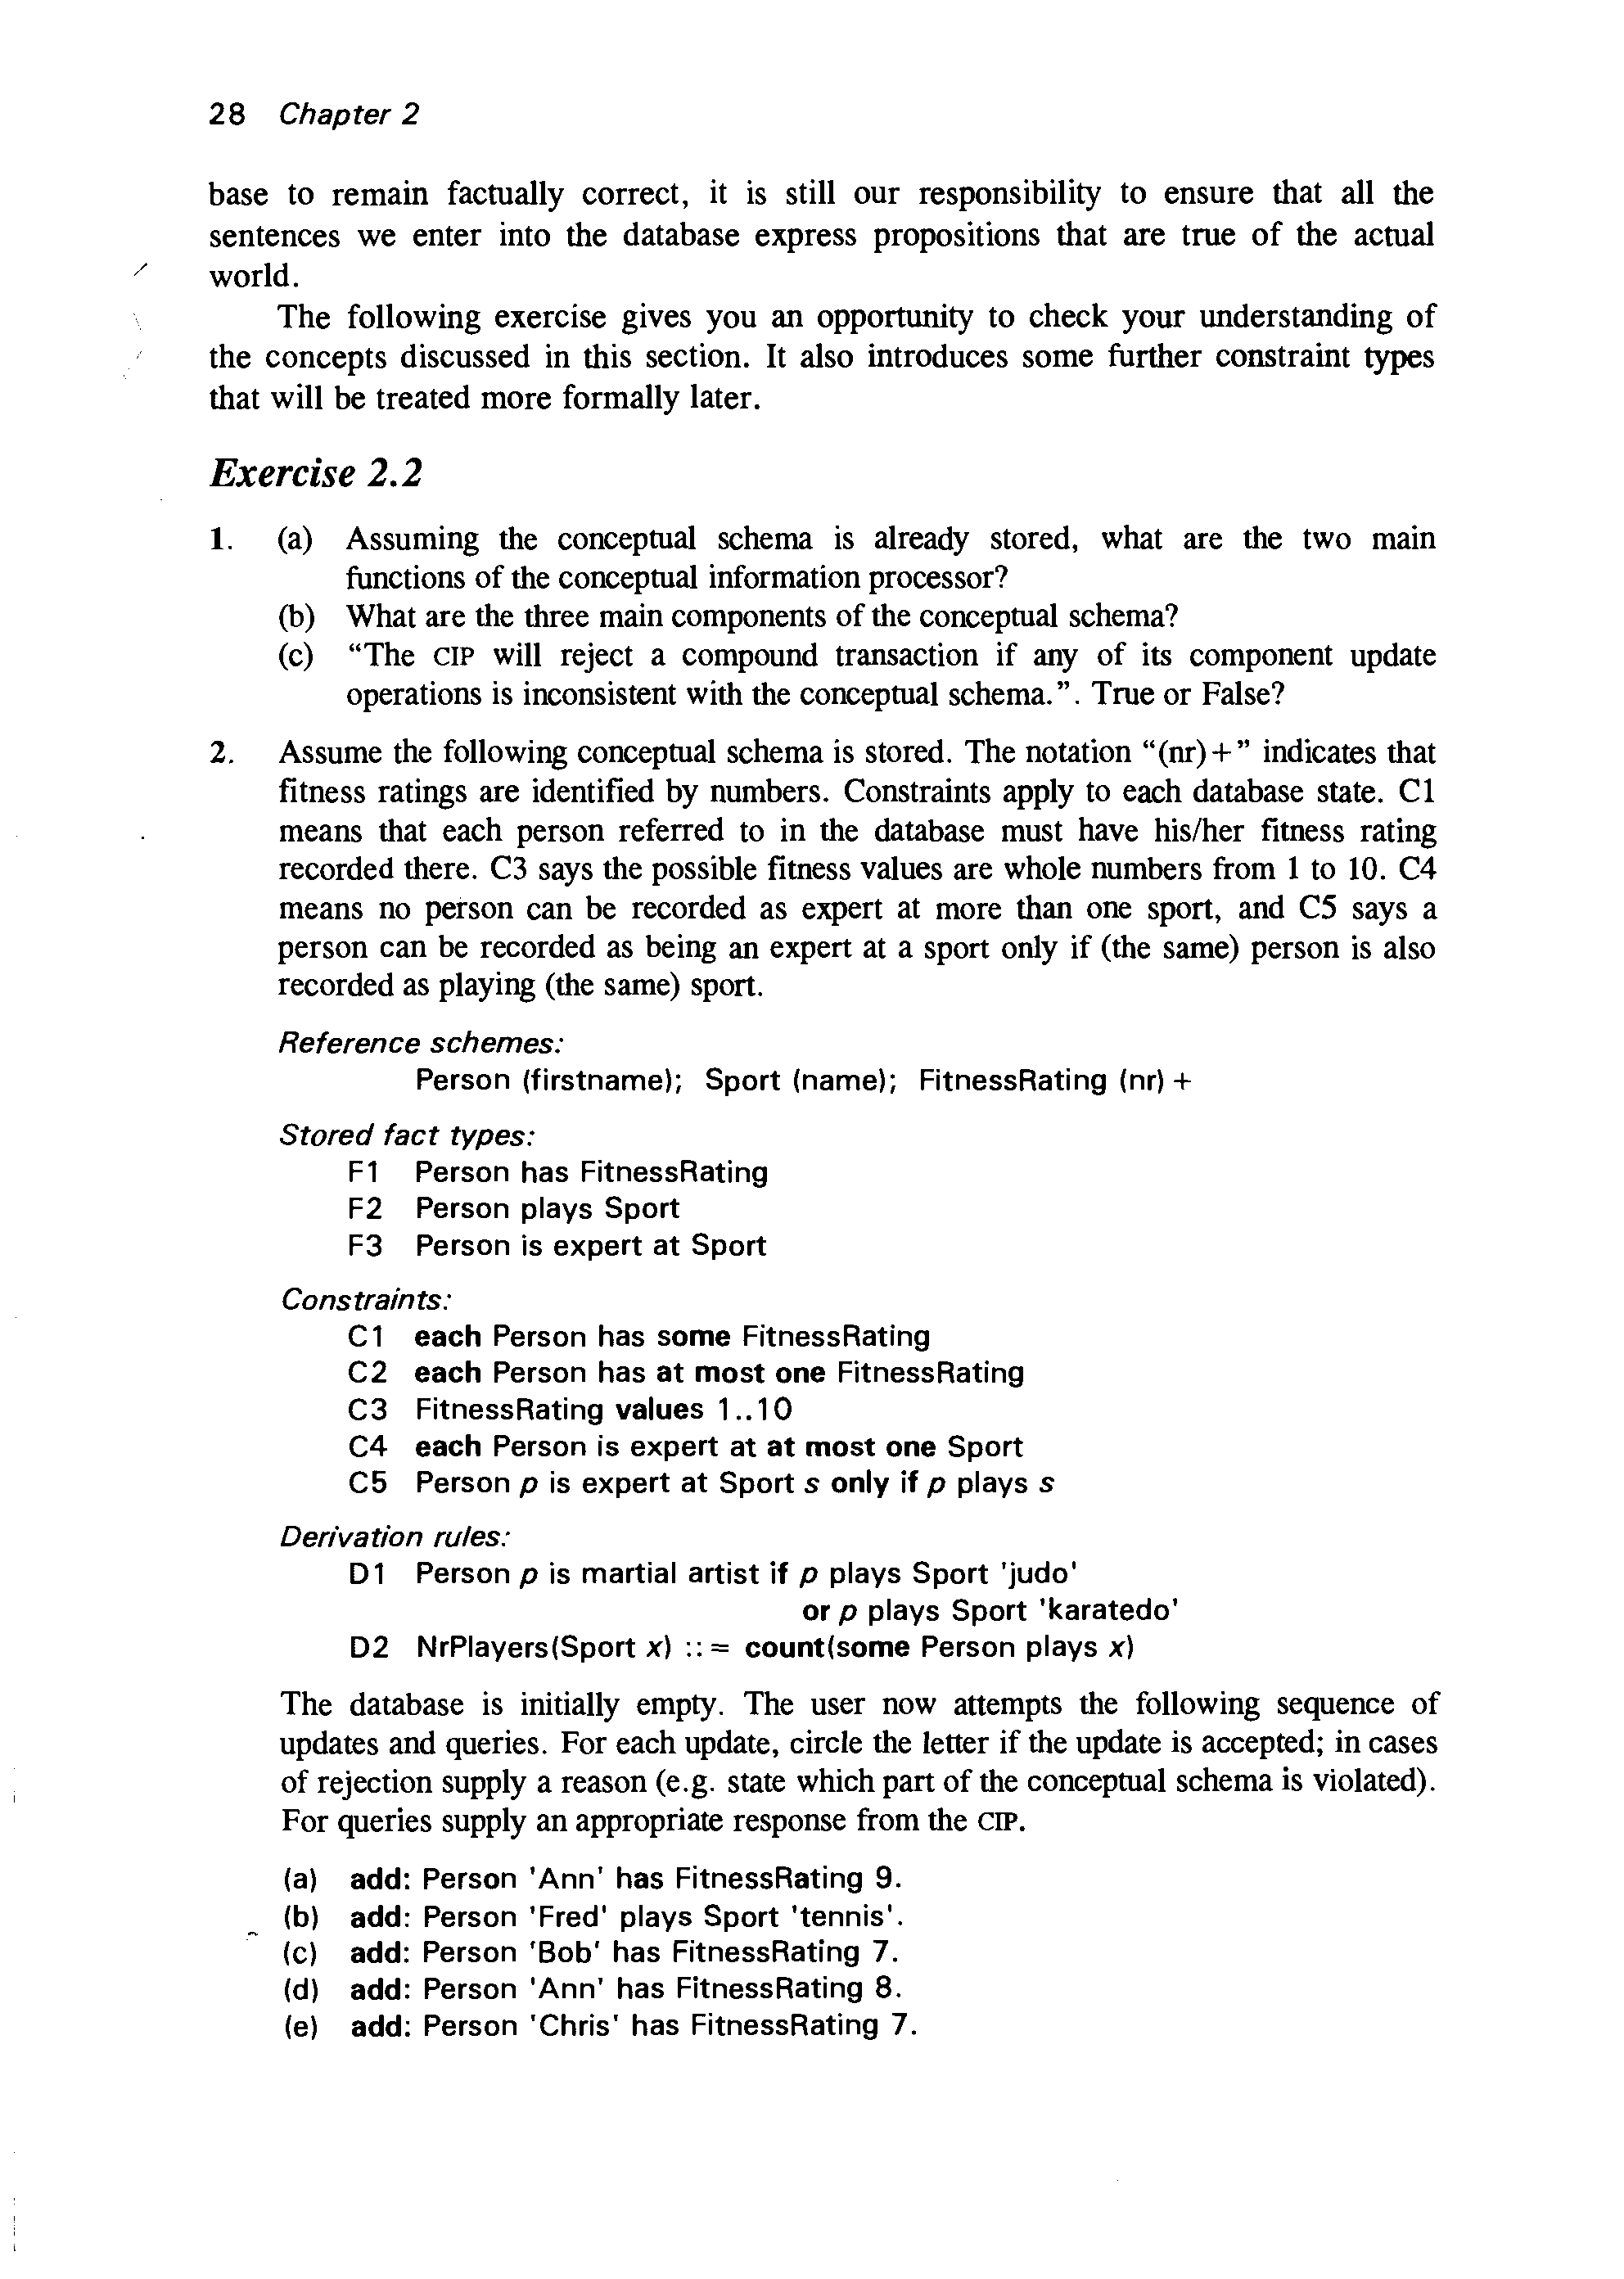 28 Chapter 2
base to remain factually correct, it is still our responsibility to ensure that all the
sentences we enter into the database express propositions that are true of the actual
world.
The following exercise gives you an opportunity to check your understanding of
the concepts discussed in this section. It also introduces some further constraint types
that will be treated more formally later.
Exercise 2.2
1. (a) Assuming the conceptual schema is already stored, what are the two main
functions of the conceptual information processor?
(b) What are the three main components of the conceptual schema?
(c) “The CIP will reject a compound transaction if any of its component update
operations is inconsistent with the conceptual schema.”. True or False?
2. Assume the following conceptual schema is stored. The notation “(nr)+” indicates that
fitness ratings are identified by numbers. Constraints apply to each database state. C1
means that each person referred to in the database must have his/her fitness rating
recorded there. C3 says the possible fitness values are whole numbers from 1 to 10. C4
means no person can be recorded as expert at more than one sport, and C5 says a
person can be recorded as being an expert at a sport only if (the same) person is also
recorded as playing (the same) sport.
Reference schemes:
Person (firstname); Sport (name); FitnessRating (nr) +
Stored fact types:
F1 Person has FitnessRating
F2 Person plays Sport
F3 Person is expert at Sport
Constraints:
C1 each Person has some FitnessRating
C2 each Person has at most one FitnessRating
C3 FitnessRating values 1..10
C4 each Person is expert at at most one Sport
C5 Person p is expert at Sport s only if p plays s
Derivation rules:
D1 Person p is martial artist if p plays Sport 'judo'
or p plays Sport 'karatedo'
D2 NrPlayers(Sport x) ::= count(some Person plays x)
The database is initially empty. The user now attempts the following sequence of
updates and queries. For each update, circle the letter if the update is accepted; in cases
of rejection supply a reason (e.g. state which part of the conceptual schema is violated).
For queries supply an appropriate response from the CIP.
(a) add: Person 'Ann' has FitnessRating 9.
(b) add: Person 'Fred' plays Sport 'tennis'.
(c) add: Person 'Bob' has FitnessRating 7.
(d) add: Person 'Ann' has FitnessRating 8.
(e) add: Person 'Chris' has FitnessRating 7.